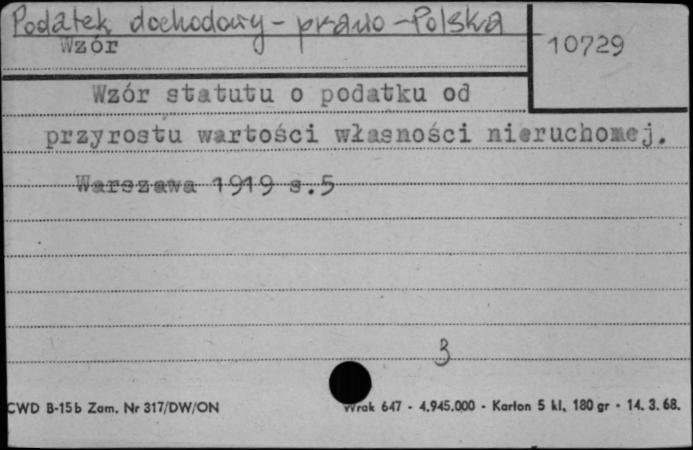 Podatek dochodowy - prawo - Polska
Wzór
10729
Wzór statutu o podatku od
przyrostu wartości własności nieruchomej.
Warszawa 1919 s.5
3
CWD B-15b Zam. Nr 317/DW/ON
Wrak 647 - 4.945.000 - Karton 5 kl. 180 gr - 14. 3. 68.